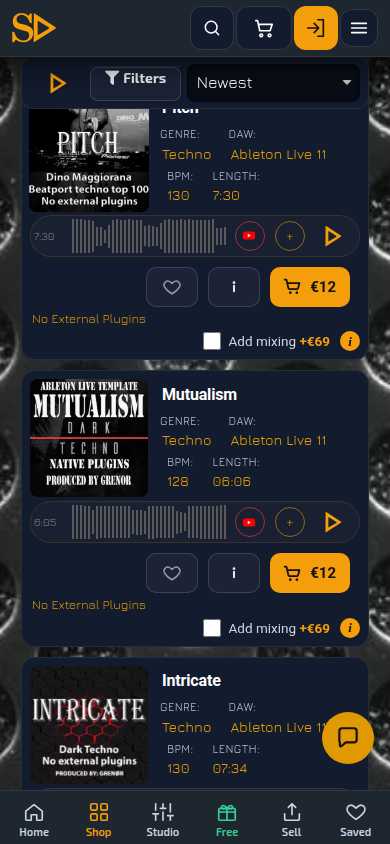 SD
Filters
Newest
Pitch
GENRE: DAW:
Techno Ableton Live 11
BPM: LENGTH:
130 7:30
PITCH
Dino Maggiorana
Beatport techno top 100
No external plugins
7:30
+
i
€12
No External Plugins
Add mixing +€69 i
ABLETON LIVE TEMPLATE
MUTUALISM
DARK
TECHNO
NATIVE PLUGINS
PRODUCED BY GRENOR
Mutualism
GENRE: DAW:
Techno Ableton Live 11
BPM: LENGTH:
128 06:06
6:05
+
i
€12
No External Plugins
Add mixing +€69 i
INTRICATE
Dark Techno
No external plugins
PRODUCED BY: GRENØR
Intricate
GENRE: DAW:
Techno Ableton Live 11
BPM: LENGTH:
130 07:34
Home Shop Studio Free Sell Saved